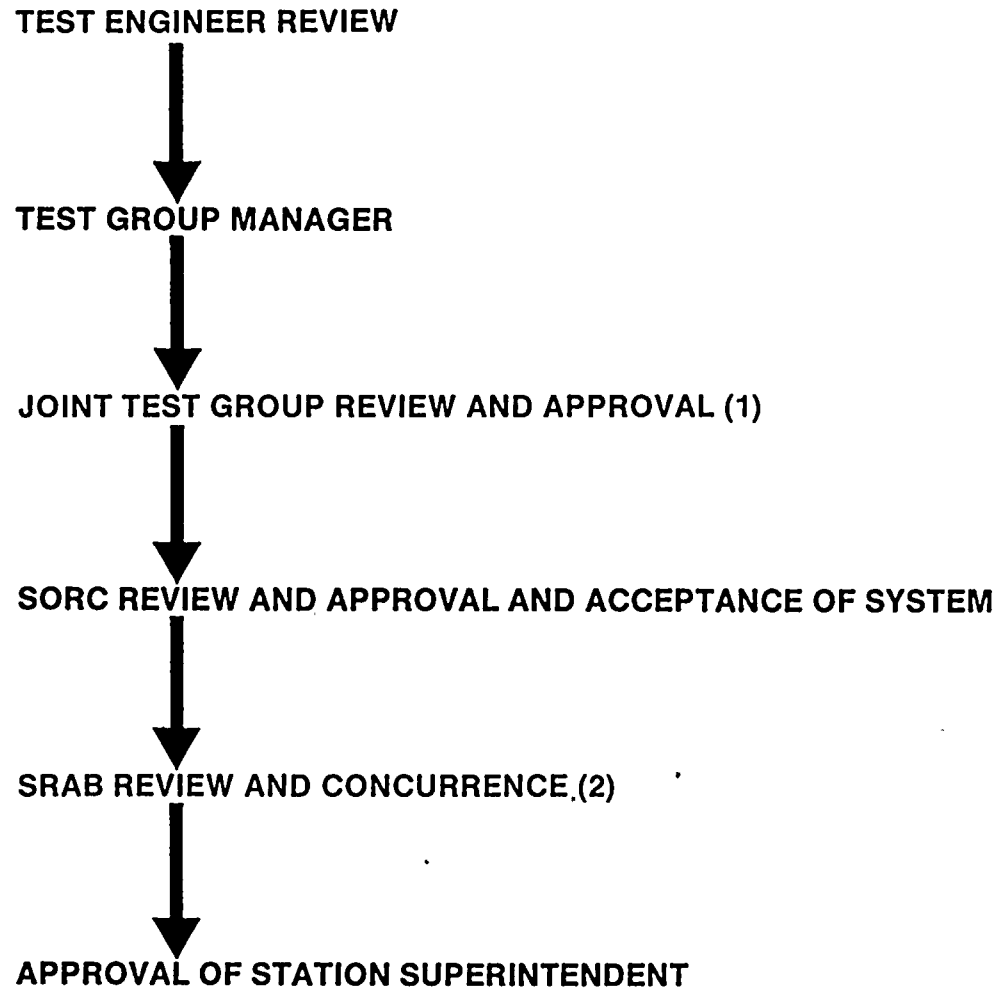 TEST ENGINEER REVIEW
TEST GROUP MANAGER
JOINT TEST GROUP REVIEW AND APPROVAL (1)
SORC REVIEW AND APPROVAL AND ACCEPTANCE OF SYSTEM
SRAB REVIEW AND CONCURRENCE (2)
APPROVAL OF STATION SUPERINTENDENT